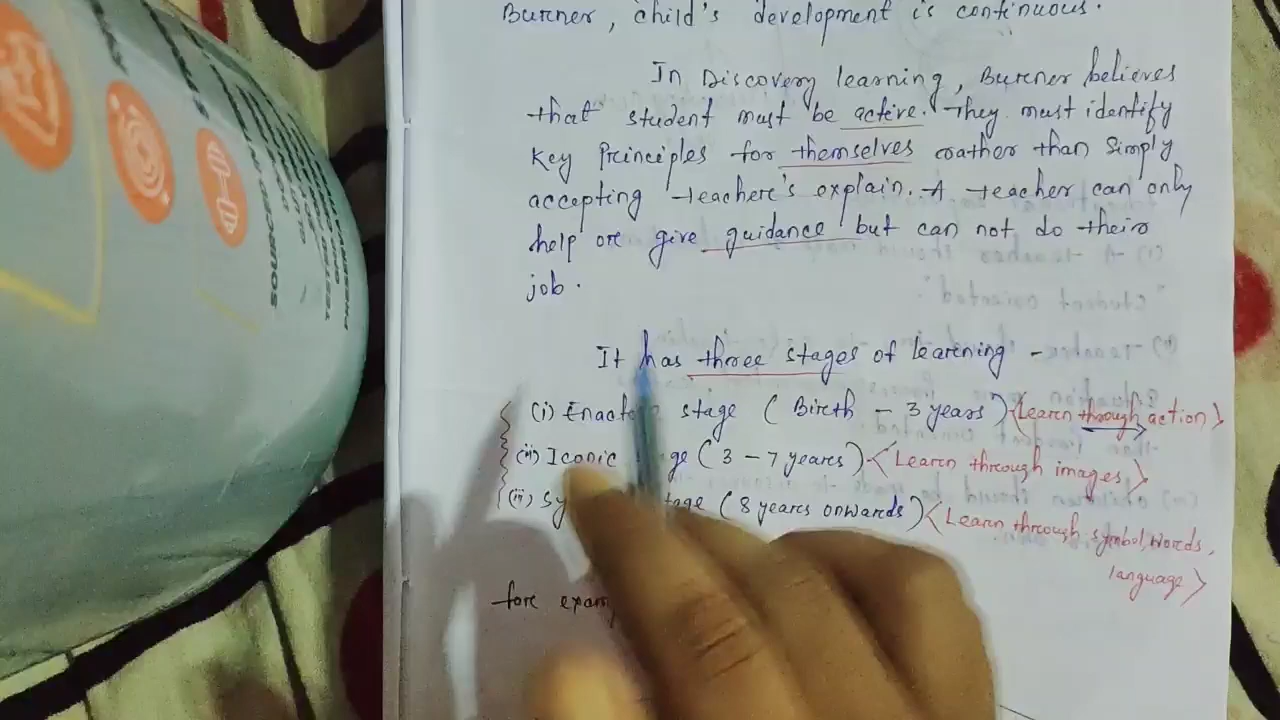 Burner, child's development is continuous.
In Discovery learning, Burner believes
that student must be active. They must identify
key Principles for themselves rather than simply
accepting teacher's explain. A teacher can only
help or give guidance but can not do their
job.
It has three stages of learning -
(i) Enact stage (Birth - 3 years) <Learn through action>
(ii) Iconic ge (3 - 7 years) <Learn through images>
(iii) Sy tage (8 years onwards) <Learn through symbol, words,
language>
for exam